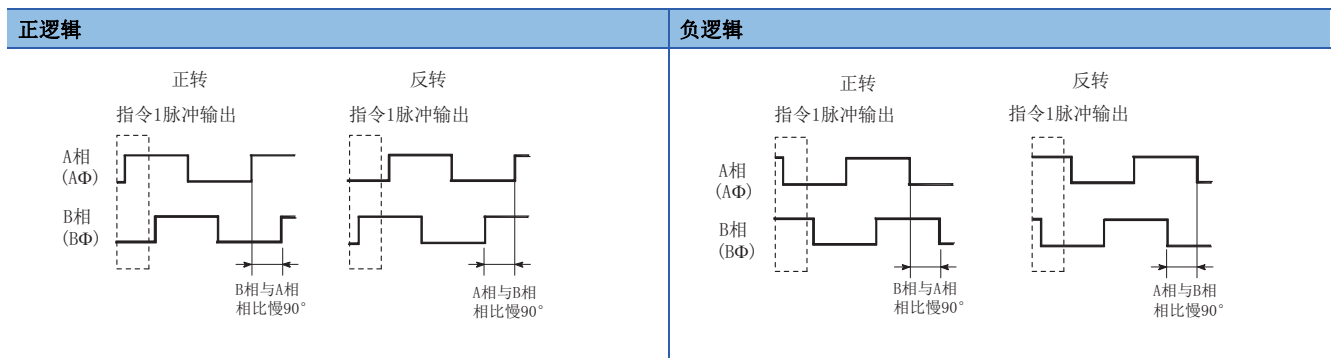 正逻辑
负逻辑
正转
反转
指令1脉冲输出
指令1脉冲输出
A相
(AΦ)
B相
(BΦ)
B相与A相
相比慢90°
A相与B相
相比慢90°
正转
反转
指令1脉冲输出
指令1脉冲输出
A相
(AΦ)
B相
(BΦ)
B相与A相
相比慢90°
A相与B相
相比慢90°